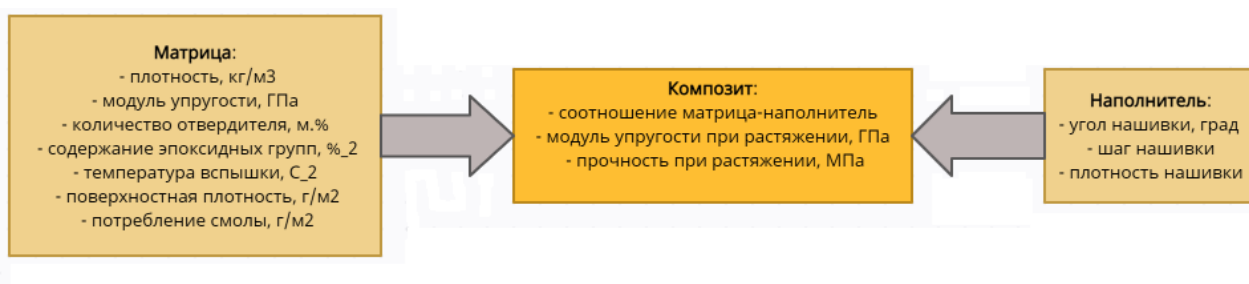 Матрица:
- плотность, кг/м3
- модуль упругости, ГПа
- количество отвердителя, м.%
- содержание эпоксидных групп, %_2
- температура вспышки, С_2
- поверхностная плотность, г/м2
- потребление смолы, г/м2
Композит:
- соотношение матрица-наполнитель
- модуль упругости при растяжении, ГПа
- прочность при растяжении, МПа
Наполнитель:
- угол нашивки, град
- шаг нашивки
- плотность нашивки